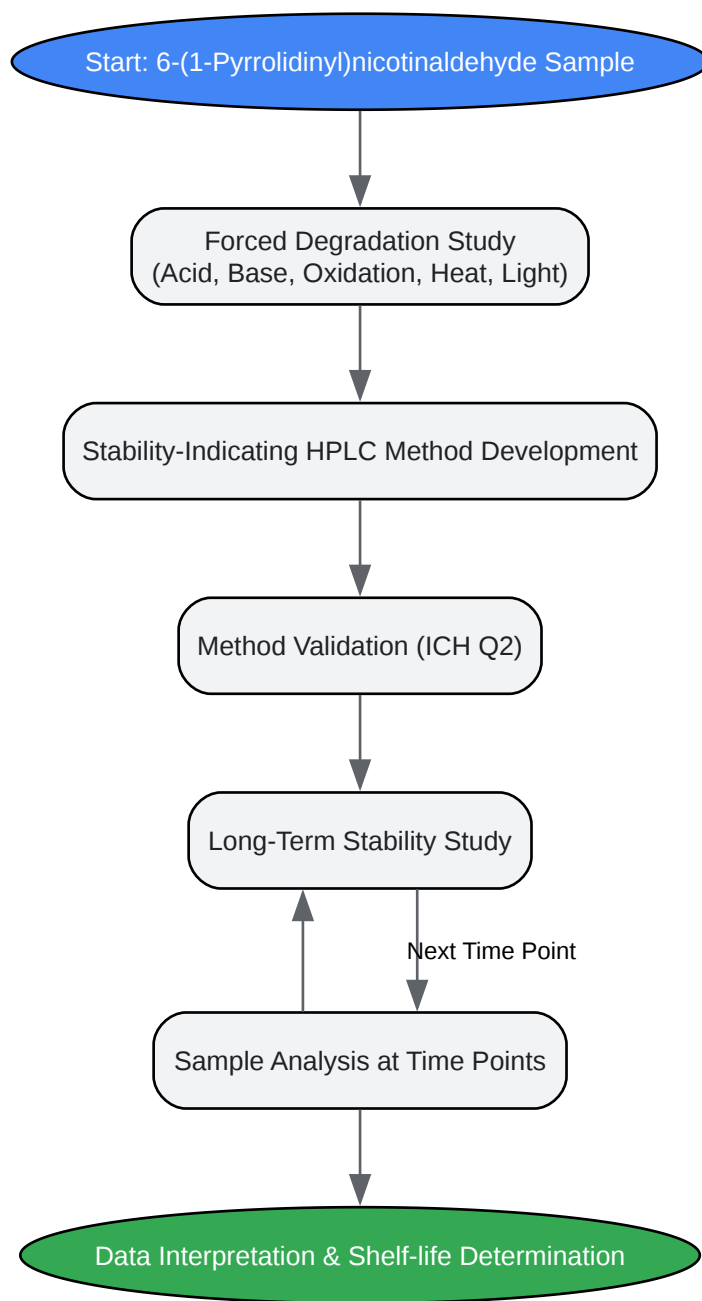 Start: 6-(1-Pyrrolidinyl)nicotinaldehyde Sample
Forced Degradation Study
(Acid, Base, Oxidation, Heat, Light)
Stability-Indicating HPLC Method Development
Method Validation (ICH Q2)
Long-Term Stability Study
Next Time Point
Sample Analysis at Time Points
Data Interpretation & Shelf-life Determination